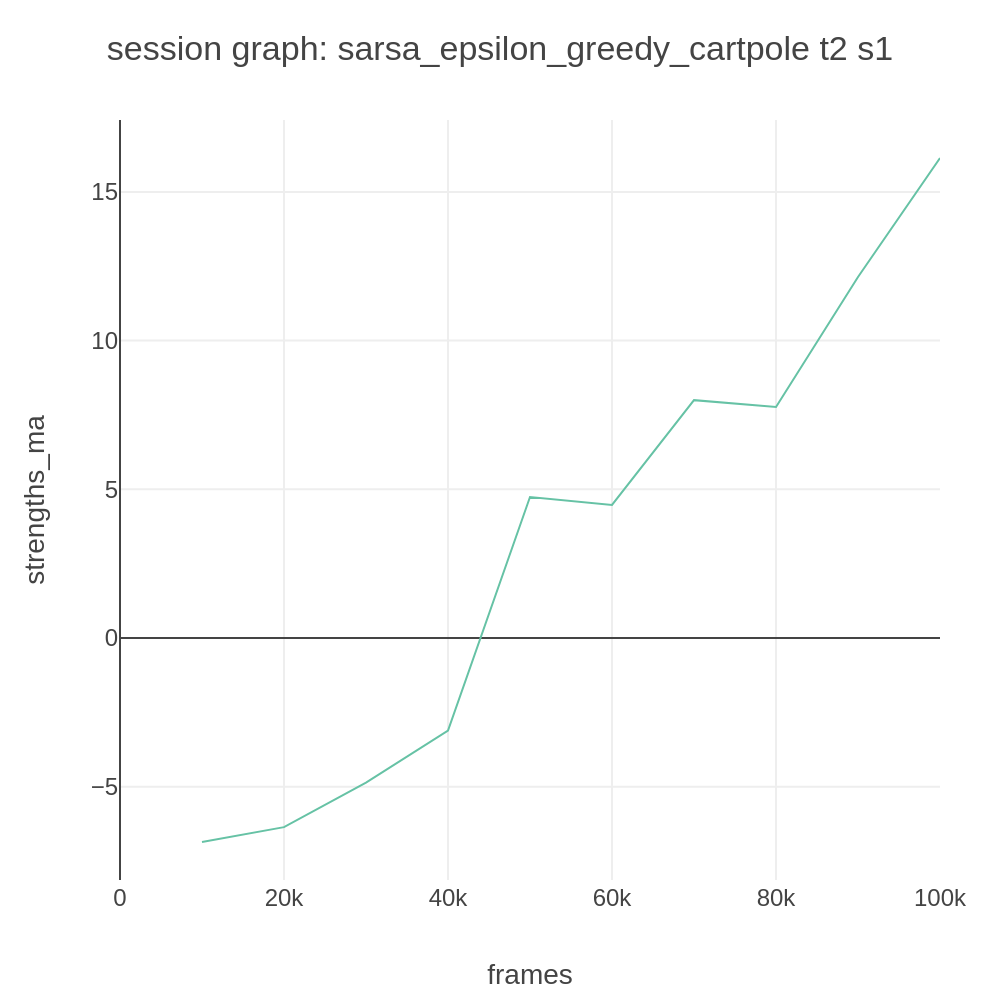 session graph: sarsa_epsilon_greedy_cartpole t2 s1
15
10
5
0
−5
strengths_ma
0 20k 40k 60k 80k 100k
frames